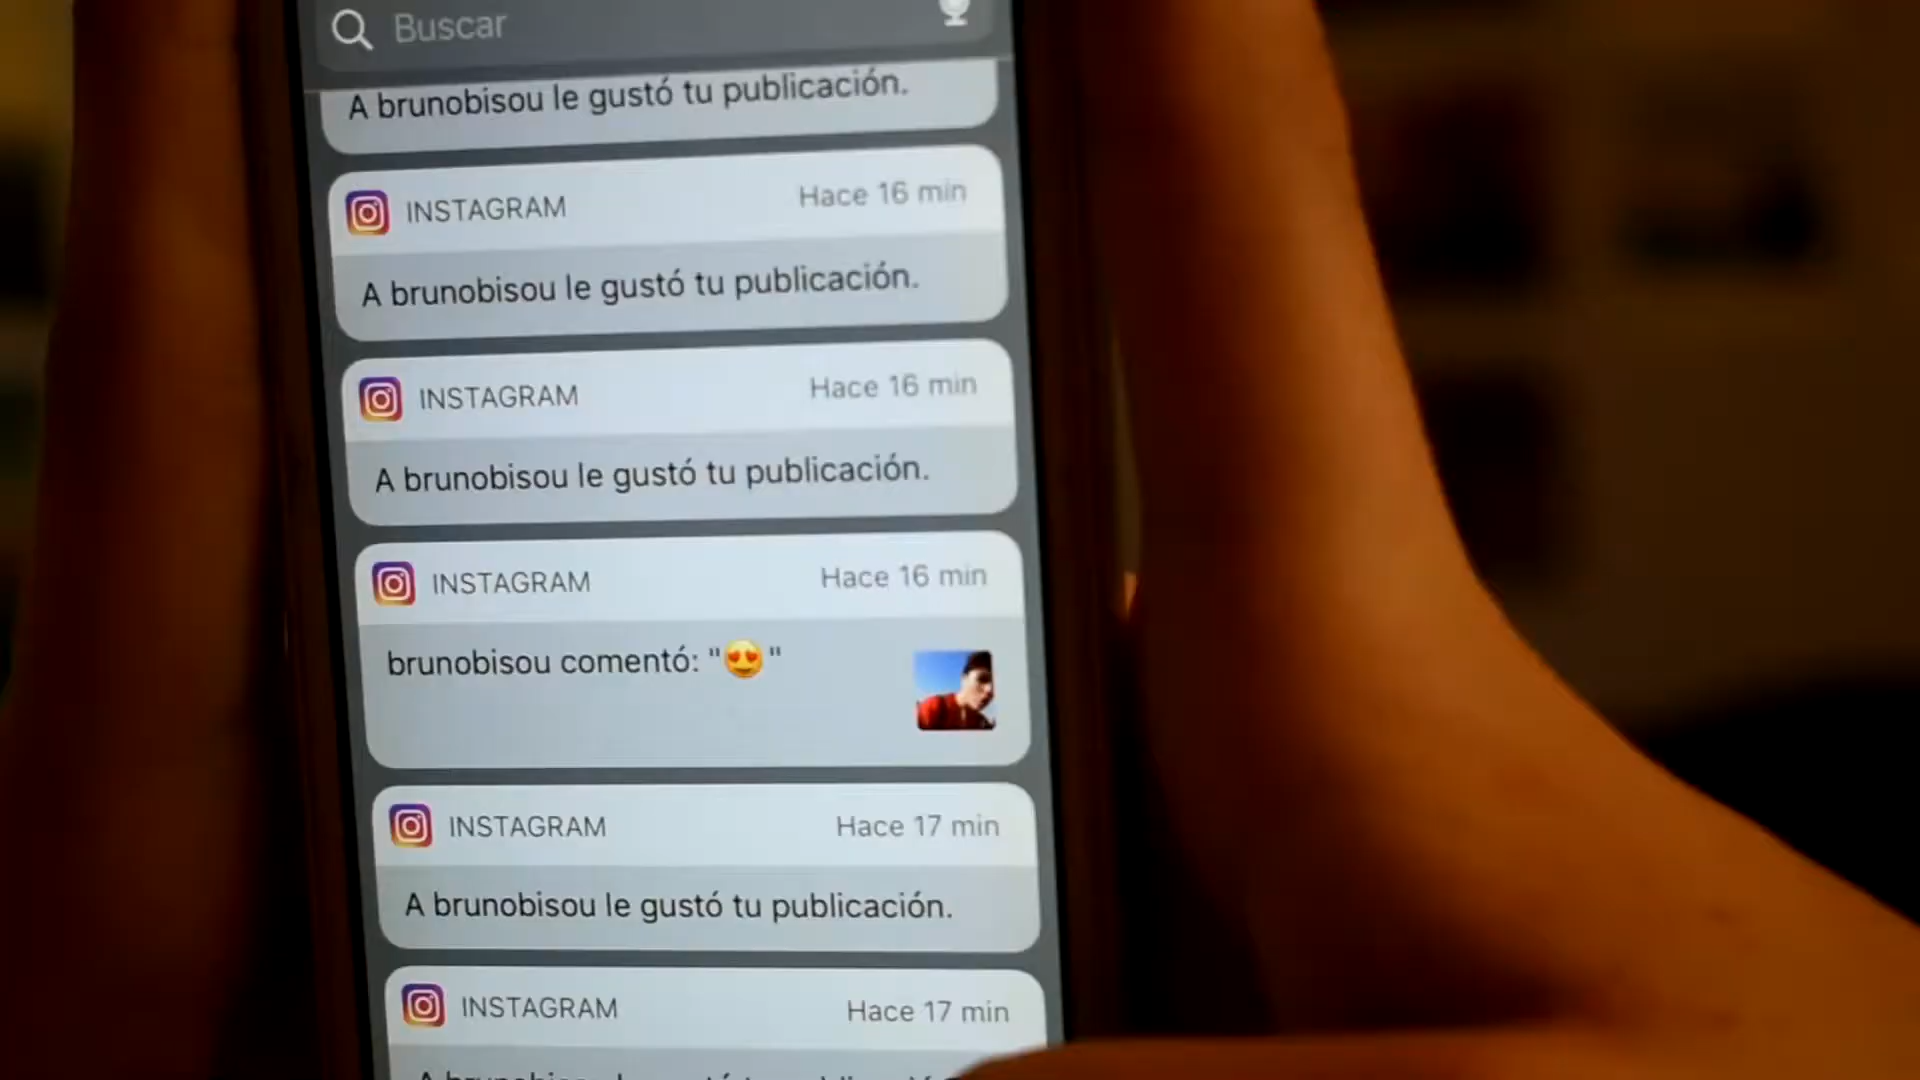 Buscar
A brunobisou le gustó tu publicación.
INSTAGRAM Hace 16 min
A brunobisou le gustó tu publicación.
INSTAGRAM Hace 16 min
A brunobisou le gustó tu publicación.
INSTAGRAM Hace 16 min
brunobisou comentó: "😍"
INSTAGRAM Hace 17 min
A brunobisou le gustó tu publicación.
INSTAGRAM Hace 17 min